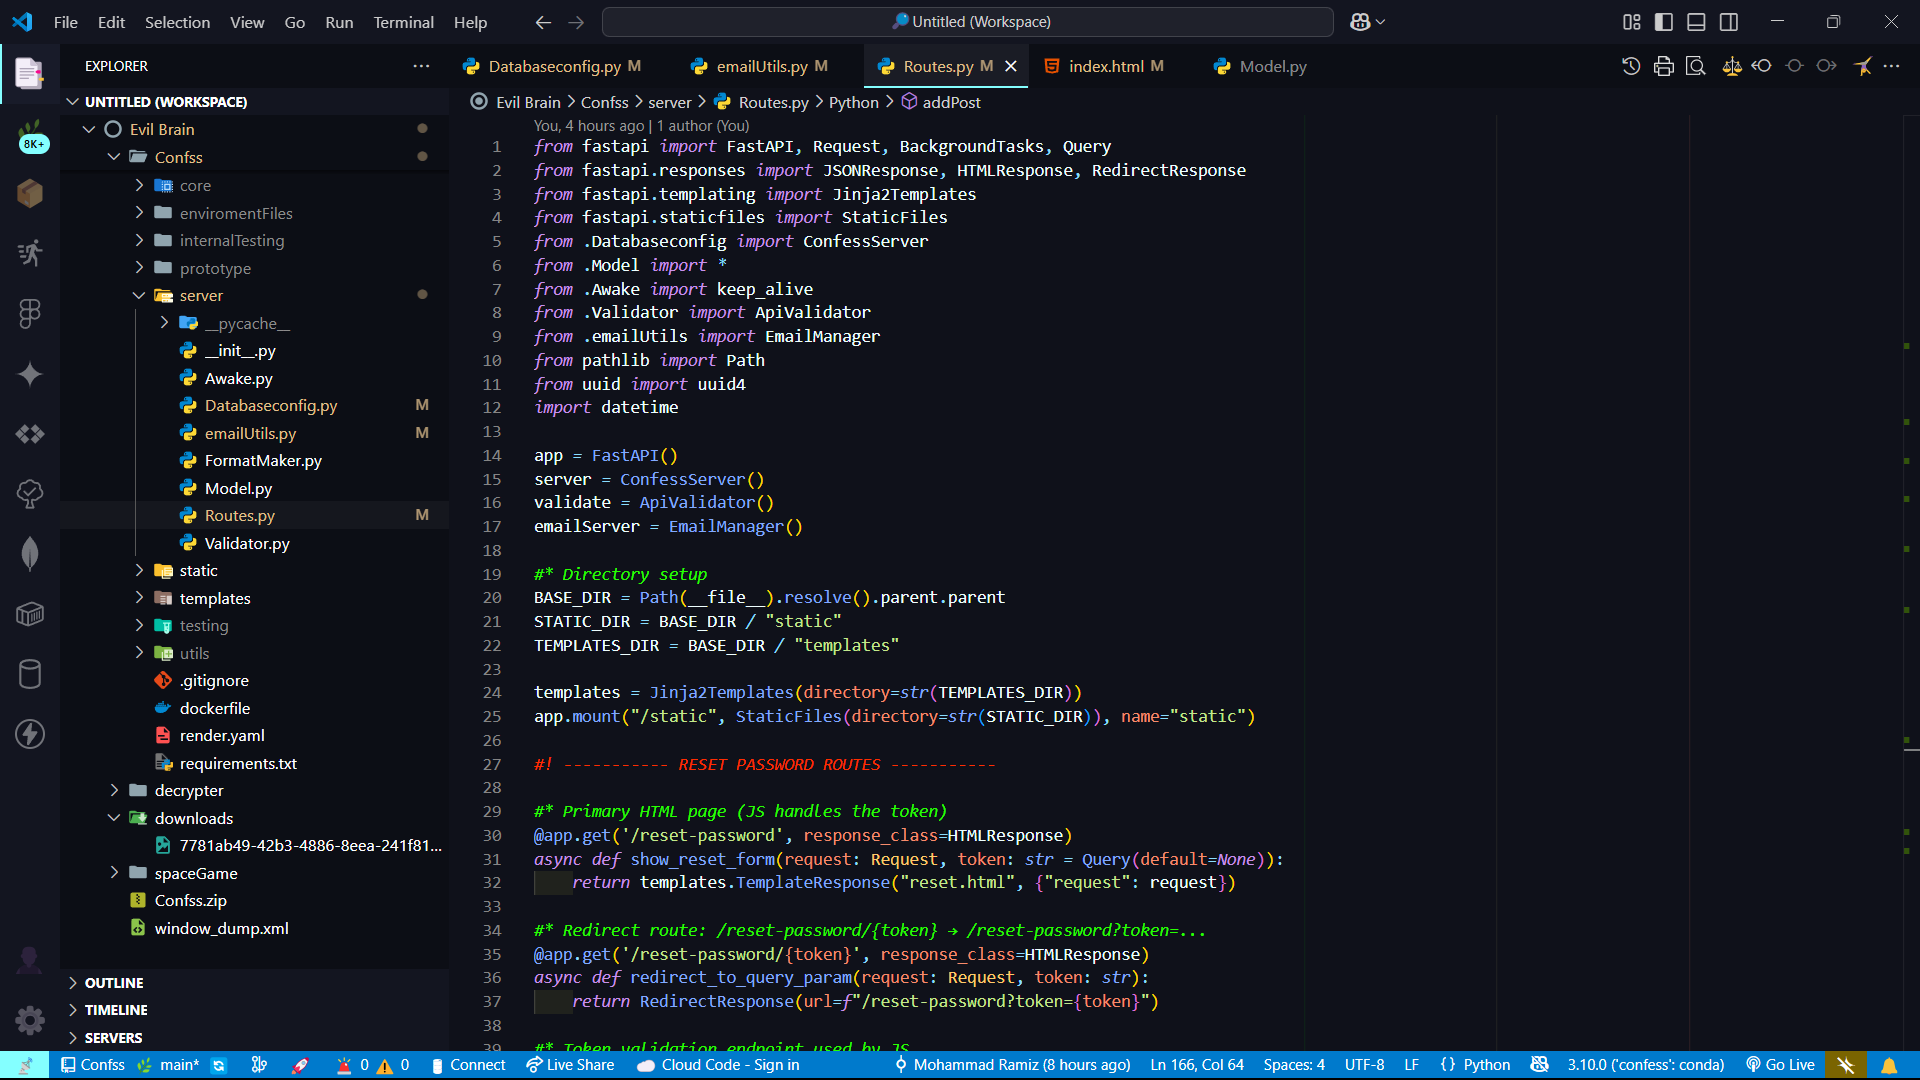 File Edit Selection View Go Run Terminal Help
Untitled (Workspace)
EXPLORER
Databaseconfig.py M
emailUtils.py M
Routes.py M
index.html M
Model.py
8K+
UNTITLED (WORKSPACE)
Evil Brain
Confss
core
enviromentFiles
internalTesting
prototype
server
__pycache__
__init__.py
Awake.py
Databaseconfig.py M
emailUtils.py M
FormatMaker.py
Model.py
Routes.py M
Validator.py
static
templates
testing
utils
.gitignore
dockerfile
render.yaml
requirements.txt
decrypter
downloads
7781ab49-42b3-4886-8eea-241f81...
spaceGame
Confss.zip
window_dump.xml
OUTLINE
TIMELINE
SERVERS
Evil Brain > Confss > server > Routes.py > Python > addPost
You, 4 hours ago | 1 author (You)
1 from fastapi import FastAPI, Request, BackgroundTasks, Query
2 from fastapi.responses import JSONResponse, HTMLResponse, RedirectResponse
3 from fastapi.templating import Jinja2Templates
4 from fastapi.staticfiles import StaticFiles
5 from .Databaseconfig import ConfessServer
6 from .Model import *
7 from .Awake import keep_alive
8 from .Validator import ApiValidator
9 from .emailUtils import EmailManager
10 from pathlib import Path
11 from uuid import uuid4
12 import datetime
13
14 app = FastAPI()
15 server = ConfessServer()
16 validate = ApiValidator()
17 emailServer = EmailManager()
18
19 #* Directory setup
20 BASE_DIR = Path(__file__).resolve().parent.parent
21 STATIC_DIR = BASE_DIR / "static"
22 TEMPLATES_DIR = BASE_DIR / "templates"
23
24 templates = Jinja2Templates(directory=str(TEMPLATES_DIR))
25 app.mount("/static", StaticFiles(directory=str(STATIC_DIR)), name="static")
26
27 #! ----------- RESET PASSWORD ROUTES -----------
28
29 #* Primary HTML page (JS handles the token)
30 @app.get('/reset-password', response_class=HTMLResponse)
31 async def show_reset_form(request: Request, token: str = Query(default=None)):
32 return templates.TemplateResponse("reset.html", {"request": request})
33
34 #* Redirect route: /reset-password/{token} → /reset-password?token=...
35 @app.get('/reset-password/{token}', response_class=HTMLResponse)
36 async def redirect_to_query_param(request: Request, token: str):
37 return RedirectResponse(url=f"/reset-password?token={token}")
38
39 #* Token validation endpoint used by JS
Confss main* 0 0 Connect Live Share Cloud Code - Sign in Mohammad Ramiz (8 hours ago) Ln 166, Col 64 Spaces: 4 UTF-8 LF {} Python 3.10.0 ('confess': conda) Go Live